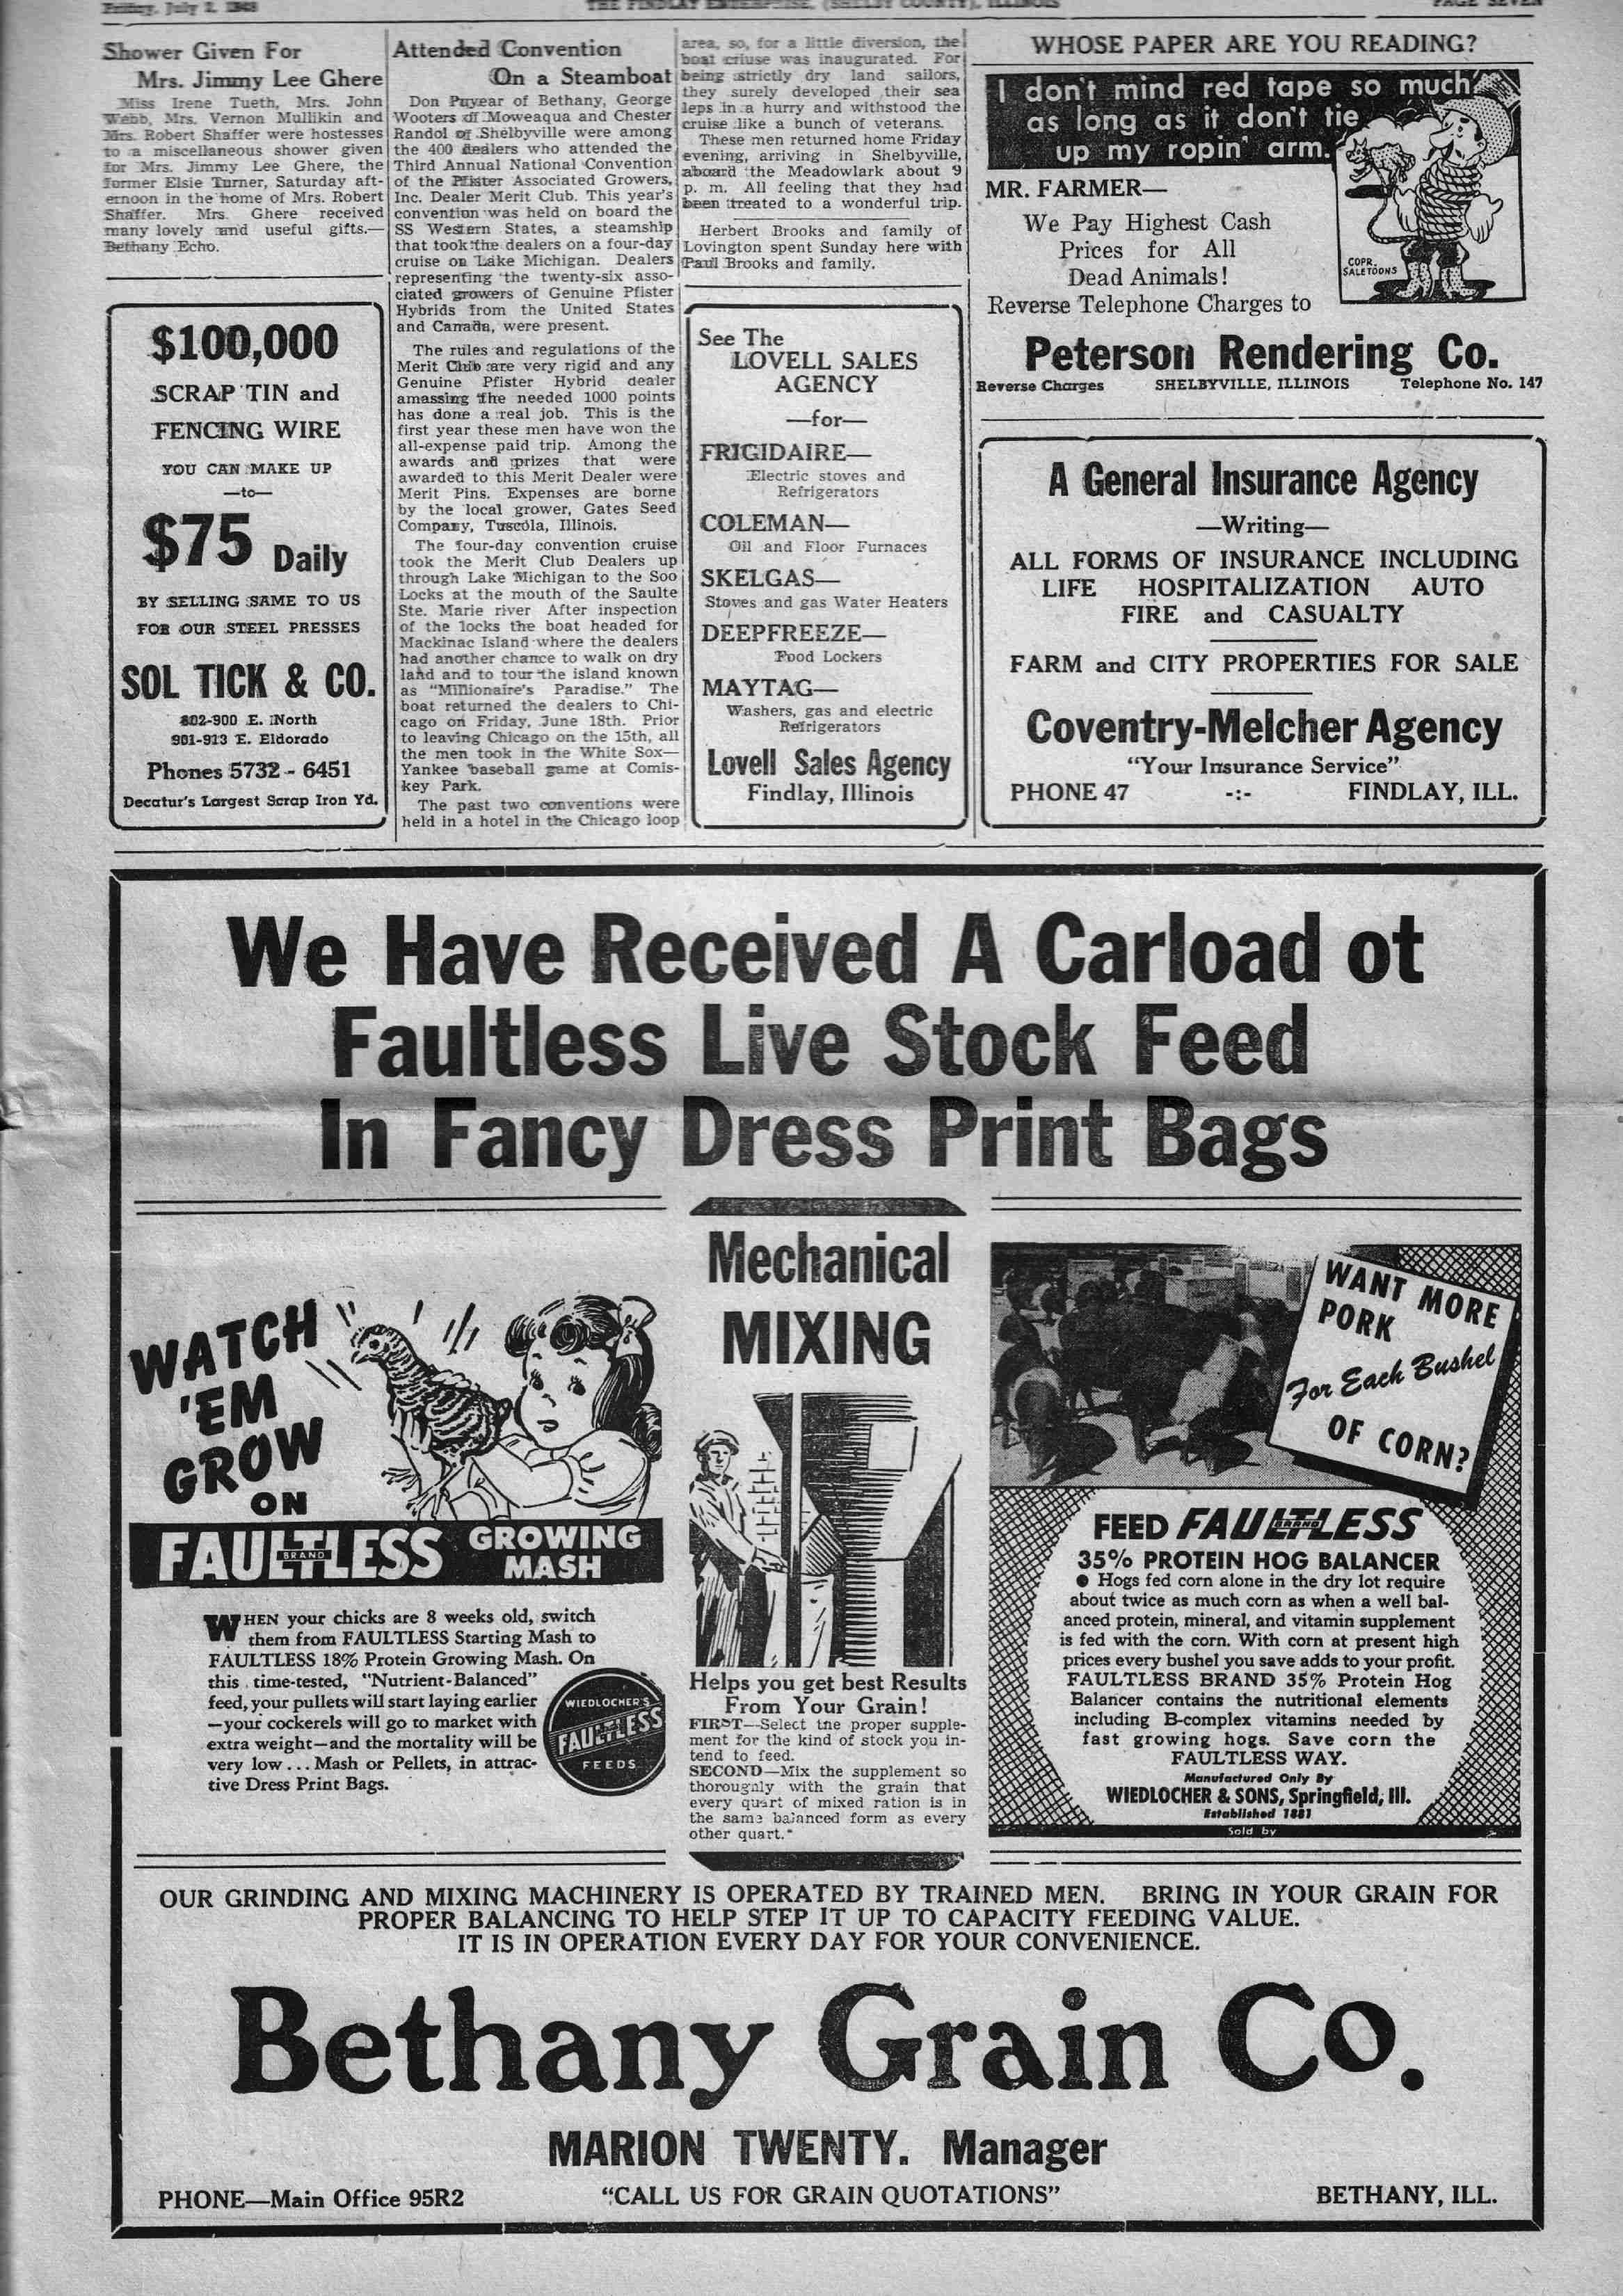 Friday, July 2, 1948
THE FINDLAY ENTERPRISE, (SHELBY COUNTY), ILLINOIS
PAGE SEVEN
Shower Given For
Mrs. Jimmy Lee Ghere
Miss Irene Tueth, Mrs. John
Webb, Mrs. Vernon Mullikin and
Mrs. Robert Shaffer were hostesses
to a miscellaneous shower given
for Mrs. Jimmy Lee Ghere, the
former Elsie Turner, Saturday aft-
ernoon in the home of Mrs. Robert
Shaffer. Mrs. Ghere received
many lovely and useful gifts.—
Bethany Echo.
$100,000
SCRAP TIN and
FENCING WIRE
YOU CAN MAKE UP
—to—
$75 Daily
BY SELLING SAME TO US
FOR OUR STEEL PRESSES
SOL TICK & CO.
802-900 E. North
901-913 E. Eldorado
Phones 5732 - 6451
Decatur's Largest Scrap Iron Yd.
Attended Convention
On a Steamboat
Don Puyear of Bethany, George
Wooters of Moweaqua and Chester
Randol of Shelbyville were among
the 400 dealers who attended the
Third Annual National Convention
of the Pfister Associated Growers,
Inc. Dealer Merit Club. This year's
convention was held on board the
SS Western States, a steamship
that took the dealers on a four-day
cruise on Lake Michigan. Dealers
representing the twenty-six asso-
ciated growers of Genuine Pfister
Hybrids from the United States
and Canada, were present.
The rules and regulations of the
Merit Club are very rigid and any
Genuine Pfister Hybrid dealer
amassing the needed 1000 points
has done a real job. This is the
first year these men have won the
all-expense paid trip. Among the
awards and prizes that were
awarded to this Merit Dealer were
Merit Pins. Expenses are borne
by the local grower, Gates Seed
Company, Tuscola, Illinois.
The four-day convention cruise
took the Merit Club Dealers up
through Lake Michigan to the Soo
Locks at the mouth of the Saulte
Ste. Marie river After inspection
of the locks the boat headed for
Mackinac Island where the dealers
had another chance to walk on dry
land and to tour the island known
as "Millionaire's Paradise." The
boat returned the dealers to Chi-
cago on Friday, June 18th. Prior
to leaving Chicago on the 15th, all
the men took in the White Sox—
Yankee baseball game at Comis-
key Park.
The past two conventions were
held in a hotel in the Chicago loop
area, so, for a little diversion, the
boat criuse was inaugurated. For
being strictly dry land sailors,
they surely developed their sea
leps in a hurry and withstood the
cruise like a bunch of veterans.
These men returned home Friday
evening, arriving in Shelbyville,
aboard the Meadowlark about 9
p. m. All feeling that they had
been treated to a wonderful trip.
Herbert Brooks and family of
Lovington spent Sunday here with
Paul Brooks and family.
See The
LOVELL SALES
AGENCY
—for—
FRIGIDAIRE—
Electric stoves and
Refrigerators
COLEMAN—
Oil and Floor Furnaces
SKELGAS—
Stoves and gas Water Heaters
DEEPFREEZE—
Food Lockers
MAYTAG—
Washers, gas and electric
Refrigerators
Lovell Sales Agency
Findlay, Illinois
WHOSE PAPER ARE YOU READING?
I don't mind red tape so much
as long as it don't tie
up my ropin' arm.
COPR.
SALETOONS
MR. FARMER—
We Pay Highest Cash
Prices for All
Dead Animals!
Reverse Telephone Charges to
Peterson Rendering Co.
Reverse Charges SHELBYVILLE, ILLINOIS Telephone No. 147
A General Insurance Agency
—Writing—
ALL FORMS OF INSURANCE INCLUDING
LIFE HOSPITALIZATION AUTO
FIRE and CASUALTY
FARM and CITY PROPERTIES FOR SALE
Coventry-Melcher Agency
"Your Insurance Service"
PHONE 47 -:- FINDLAY, ILL.
We Have Received A Carload ot
Faultless Live Stock Feed
In Fancy Dress Print Bags
WATCH
'EM
GROW
ON
FAULTLESS
BRAND
GROWING
MASH
WHEN your chicks are 8 weeks old, switch
them from FAULTLESS Starting Mash to
FAULTLESS 18% Protein Growing Mash. On
this time-tested, "Nutrient-Balanced"
feed, your pullets will start laying earlier
—your cockerels will go to market with
extra weight—and the mortality will be
very low... Mash or Pellets, in attrac-
tive Dress Print Bags.
WIEDLOCHER'S
FAULTLESS
FEEDS
Mechanical
MIXING
Helps you get best Results
From Your Grain!
FIRST—Select tne proper supple-
ment for the kind of stock you in-
tend to feed.
SECOND—Mix the supplement so
thorougnly with the grain that
every quart of mixed ration is in
the same balanced form as every
other quart."
WANT MORE
PORK
For Each Bushel
OF CORN?
FEED FAULTLESS
BRAND
35% PROTEIN HOG BALANCER
● Hogs fed corn alone in the dry lot require
about twice as much corn as when a well bal-
anced protein, mineral, and vitamin supplement
is fed with the corn. With corn at present high
prices every bushel you save adds to your profit.
FAULTLESS BRAND 35% Protein Hog
Balancer contains the nutritional elements
including B-complex vitamins needed by
fast growing hogs. Save corn the
FAULTLESS WAY.
Manufactured Only By
WIEDLOCHER & SONS, Springfield, Ill.
Established 1881
Sold by
OUR GRINDING AND MIXING MACHINERY IS OPERATED BY TRAINED MEN. BRING IN YOUR GRAIN FOR
PROPER BALANCING TO HELP STEP IT UP TO CAPACITY FEEDING VALUE.
IT IS IN OPERATION EVERY DAY FOR YOUR CONVENIENCE.
Bethany Grain Co.
MARION TWENTY. Manager
PHONE—Main Office 95R2 "CALL US FOR GRAIN QUOTATIONS" BETHANY, ILL.